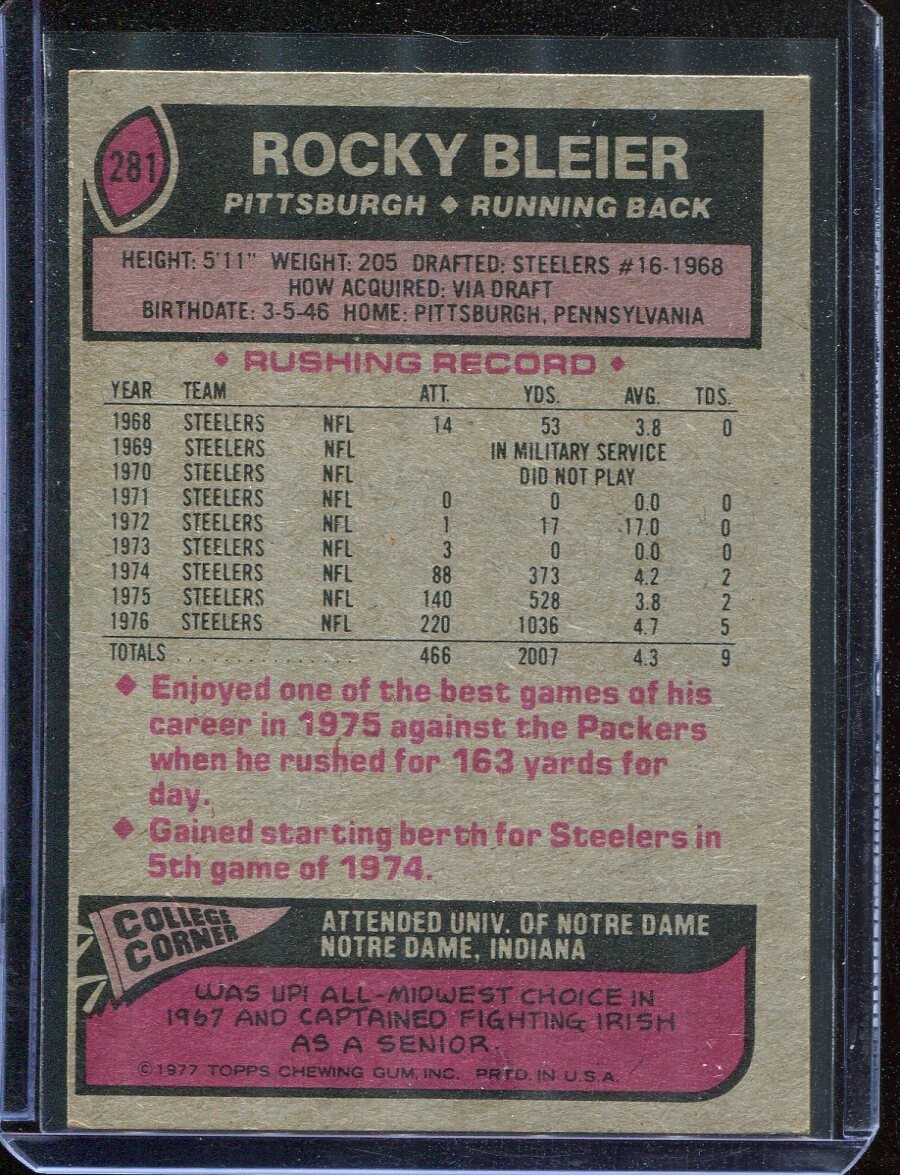 281
ROCKY BLEIER
PITTSBURGH ♦ RUNNING BACK
HEIGHT: 5'11" WEIGHT: 205 DRAFTED: STEELERS #16-1968
HOW ACQUIRED: VIA DRAFT
BIRTHDATE: 3-5-46 HOME: PITTSBURGH, PENNSYLVANIA
♦ RUSHING RECORD ♦
YEAR TEAM ATT. YDS. AVG. TDS.
1968 STEELERS NFL 14 53 3.8 0
1969 STEELERS NFL IN MILITARY SERVICE
1970 STEELERS NFL DID NOT PLAY
1971 STEELERS NFL 0 0 0.0 0
1972 STEELERS NFL 1 17 17.0 0
1973 STEELERS NFL 3 0 0.0 0
1974 STEELERS NFL 88 373 4.2 2
1975 STEELERS NFL 140 528 3.8 2
1976 STEELERS NFL 220 1036 4.7 5
TOTALS .................. 466 2007 4.3 9
♦ Enjoyed one of the best games of his
career in 1975 against the Packers
when he rushed for 163 yards for
day.
♦ Gained starting berth for Steelers in
5th game of 1974.
COLLEGE
CORNER
ATTENDED UNIV. OF NOTRE DAME
NOTRE DAME, INDIANA
WAS UPI ALL-MIDWEST CHOICE IN
1967 AND CAPTAINED FIGHTING IRISH
AS A SENIOR.
©1977 TOPPS CHEWING GUM, INC. PRTD. IN U.S.A.